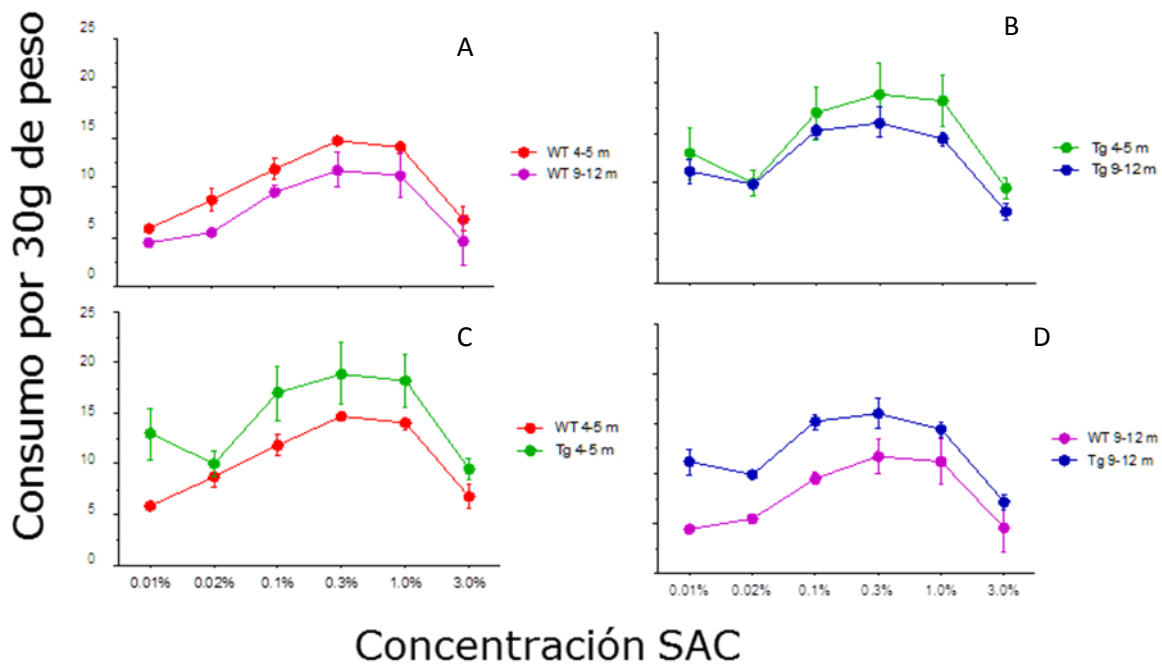 Consumo por 30g de peso
25
20
15
10
5
0
A
WT 4-5 m
WT 9-12 m
B
Tg 4-5 m
Tg 9-12 m
25
20
15
10
5
0
C
WT 4-5 m
Tg 4-5 m
0.01% 0.02% 0.1% 0.3% 1.0% 3.0%
D
WT 9-12 m
Tg 9-12 m
0.01% 0.02% 0.1% 0.3% 1.0% 3.0%
Concentración SAC